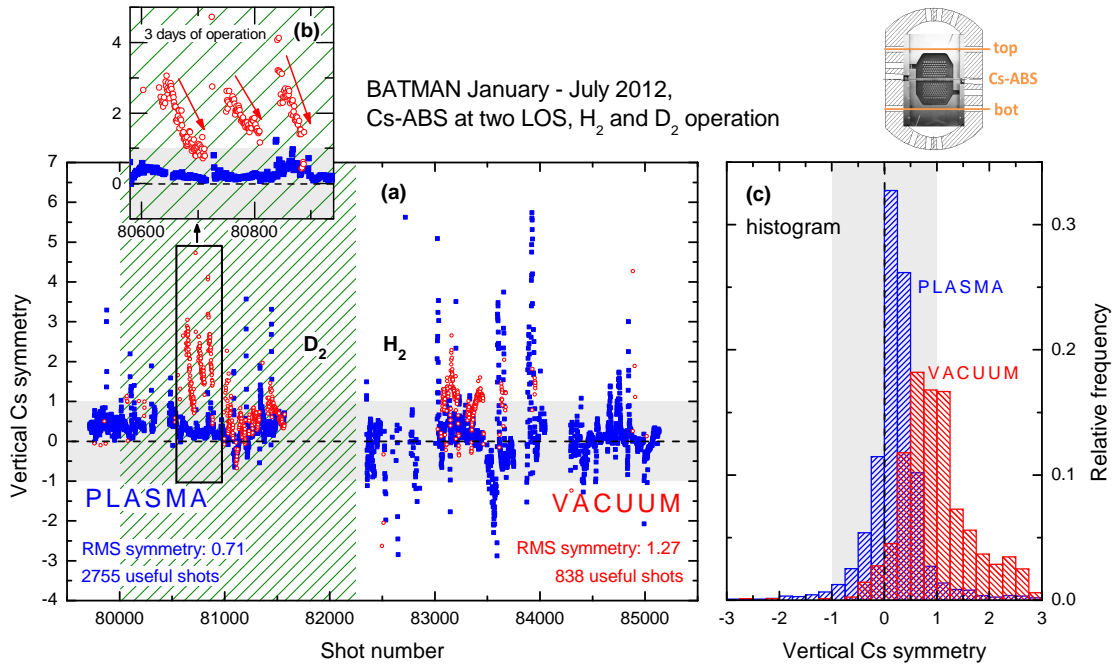 (b)
3 days of operation
4
2
0
80600
80800
BATMAN January - July 2012,
Cs-ABS at two LOS, H2 and D2 operation
top
Cs-ABS
bot
(a)
7
6
5
4
3
2
1
0
-1
-2
-3
-4
Vertical Cs symmetry
D2
H2
PLASMA
RMS symmetry: 0.71
2755 useful shots
VACUUM
RMS symmetry: 1.27
838 useful shots
80000
81000
82000
83000
84000
85000
Shot number
(c)
histogram
PLASMA
VACUUM
0.3
0.2
0.1
0.0
Relative frequency
-3
-2
-1
0
1
2
3
Vertical Cs symmetry